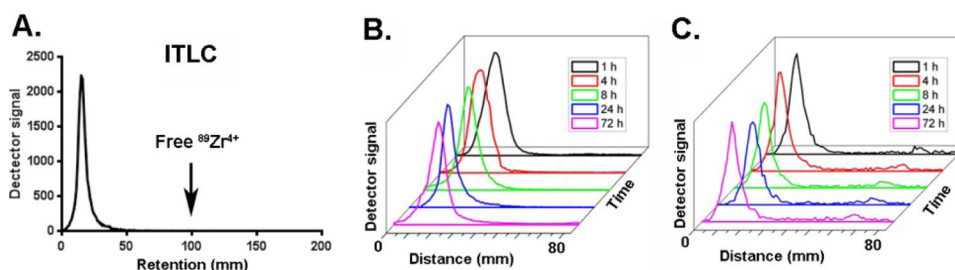 A.
ITLC
2500
2000
1500
1000
500
0
Dectector signal
Free ⁸⁹Zr⁴⁺
0 50 100 150 200
Retention (mm)
B.
1 h
4 h
8 h
24 h
72 h
Detector signal
Time
0 80
Distance (mm)
C.
1 h
4 h
8 h
24 h
72 h
Detector signal
Time
0 80
Distance (mm)